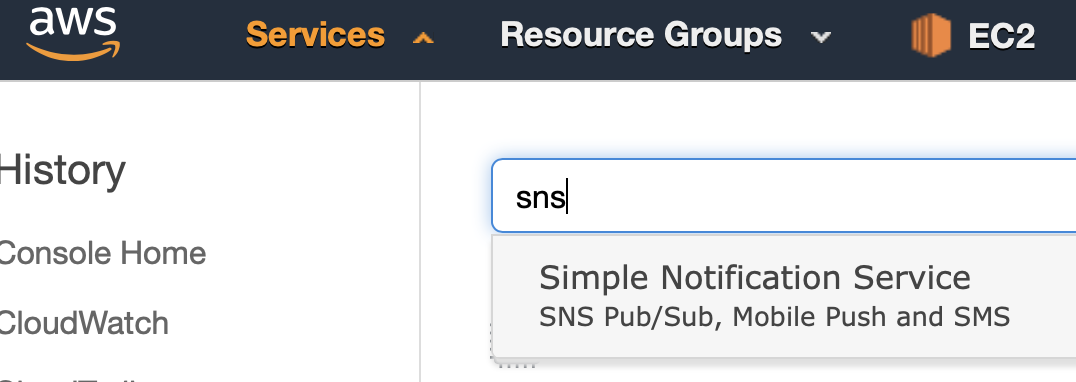 aws
Services
Resource Groups
EC2
History
Console Home
CloudWatch
sns
Simple Notification Service
SNS Pub/Sub, Mobile Push and SMS